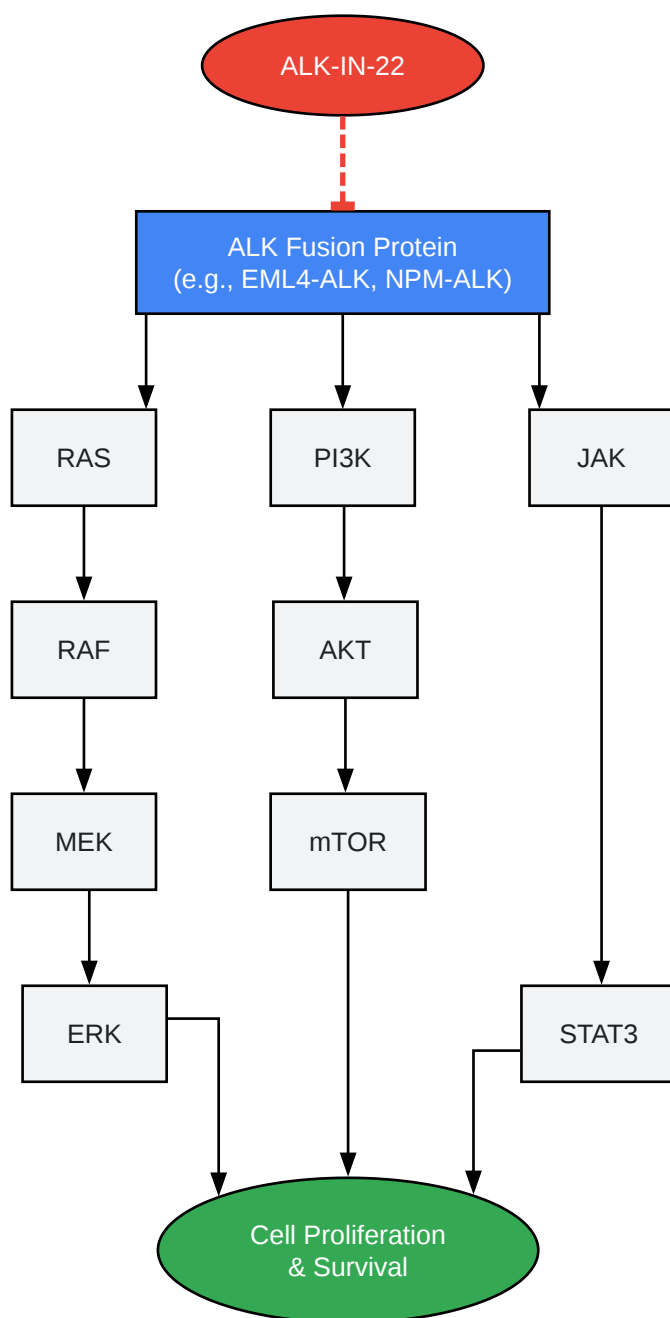 ALK-IN-22
ALK Fusion Protein
(e.g., EML4-ALK, NPM-ALK)
RAS
PI3K
JAK
RAF
AKT
MEK
mTOR
ERK
STAT3
Cell Proliferation
& Survival